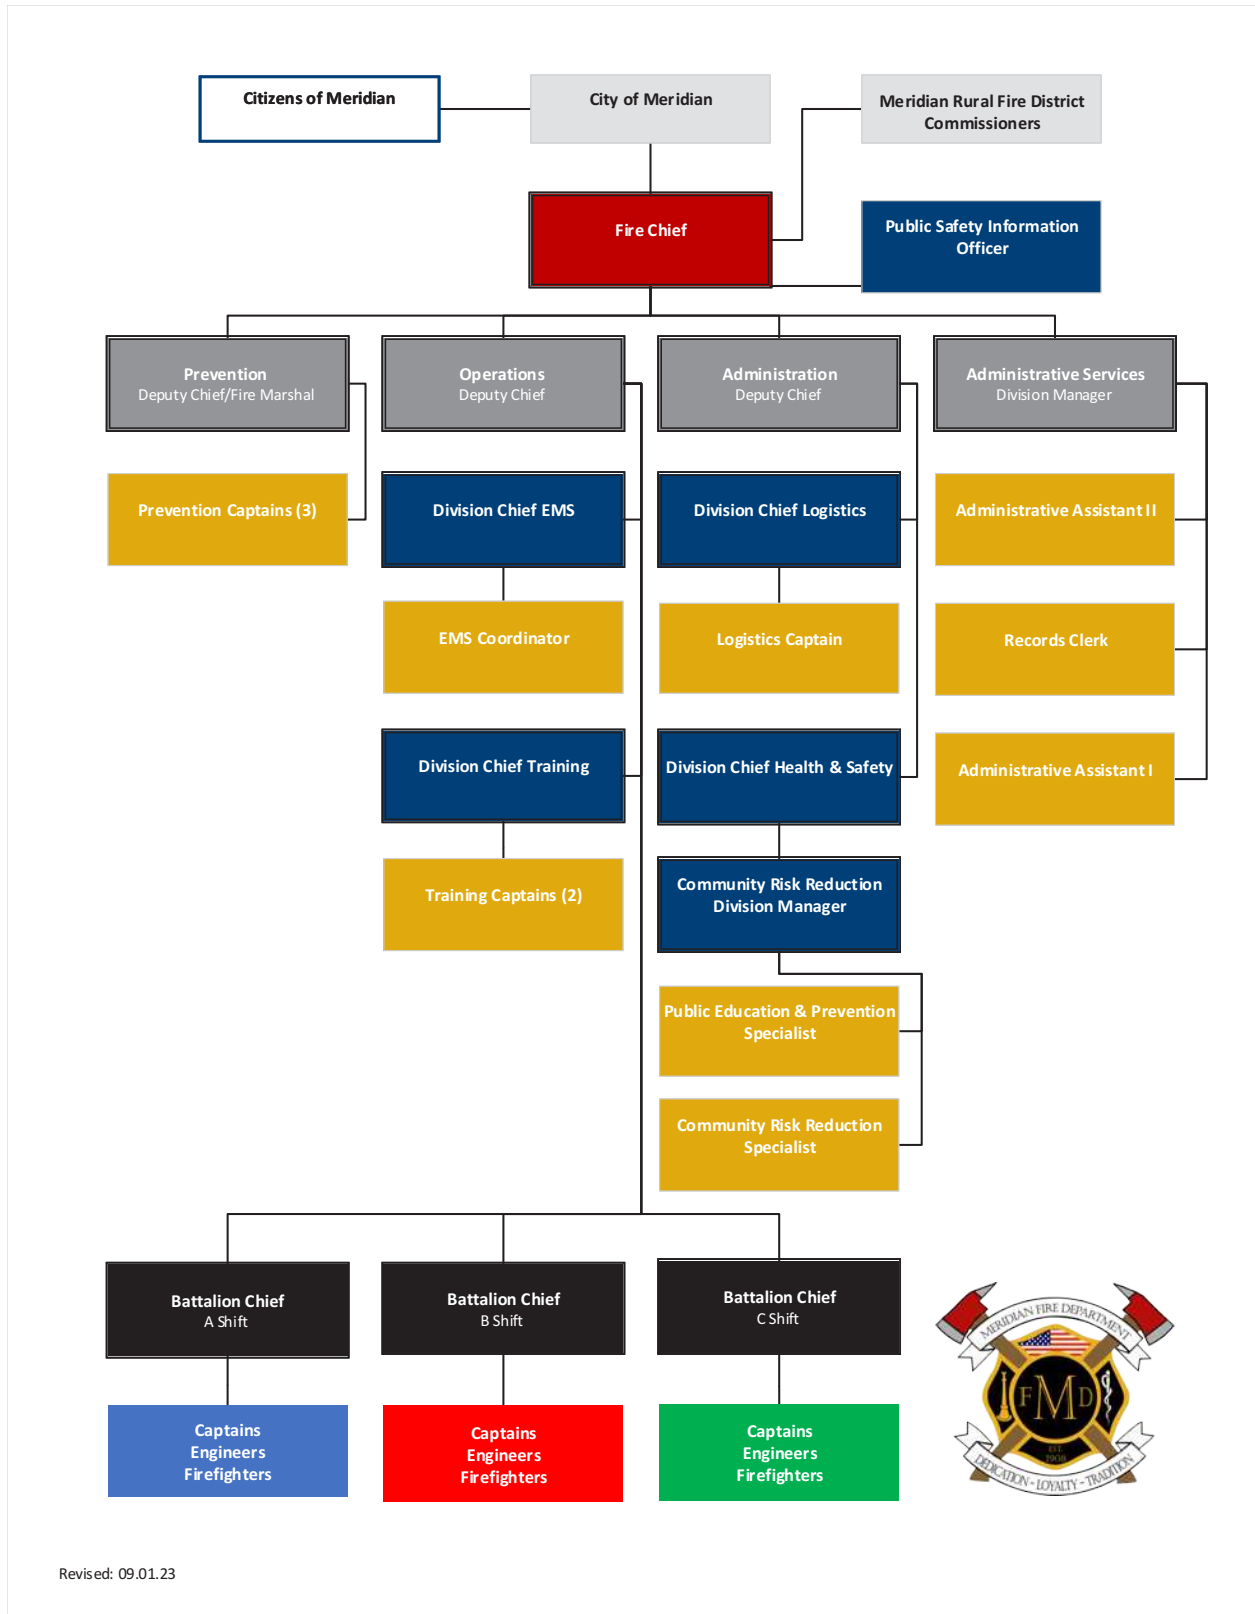 Citizens of Meridian
City of Meridian
Meridian Rural Fire District
Commissioners
Fire Chief
Public Safety Information
Officer
Prevention
Deputy Chief/Fire Marshal
Operations
Deputy Chief
Administration
Deputy Chief
Administrative Services
Division Manager
Prevention Captains (3)
Division Chief EMS
Division Chief Logistics
Administrative Assistant II
EMS Coordinator
Logistics Captain
Records Clerk
Division Chief Training
Division Chief Health & Safety
Administrative Assistant I
Training Captains (2)
Community Risk Reduction
Division Manager
Public Education & Prevention
Specialist
Community Risk Reduction
Specialist
Battalion Chief
A Shift
Battalion Chief
B Shift
Battalion Chief
C Shift
Captains
Engineers
Firefighters
Captains
Engineers
Firefighters
Captains
Engineers
Firefighters
MERIDIAN FIRE DEPARTMENT
F M D
EST.
1908
DEDICATION - LOYALTY - TRADITION
Revised: 09.01.23